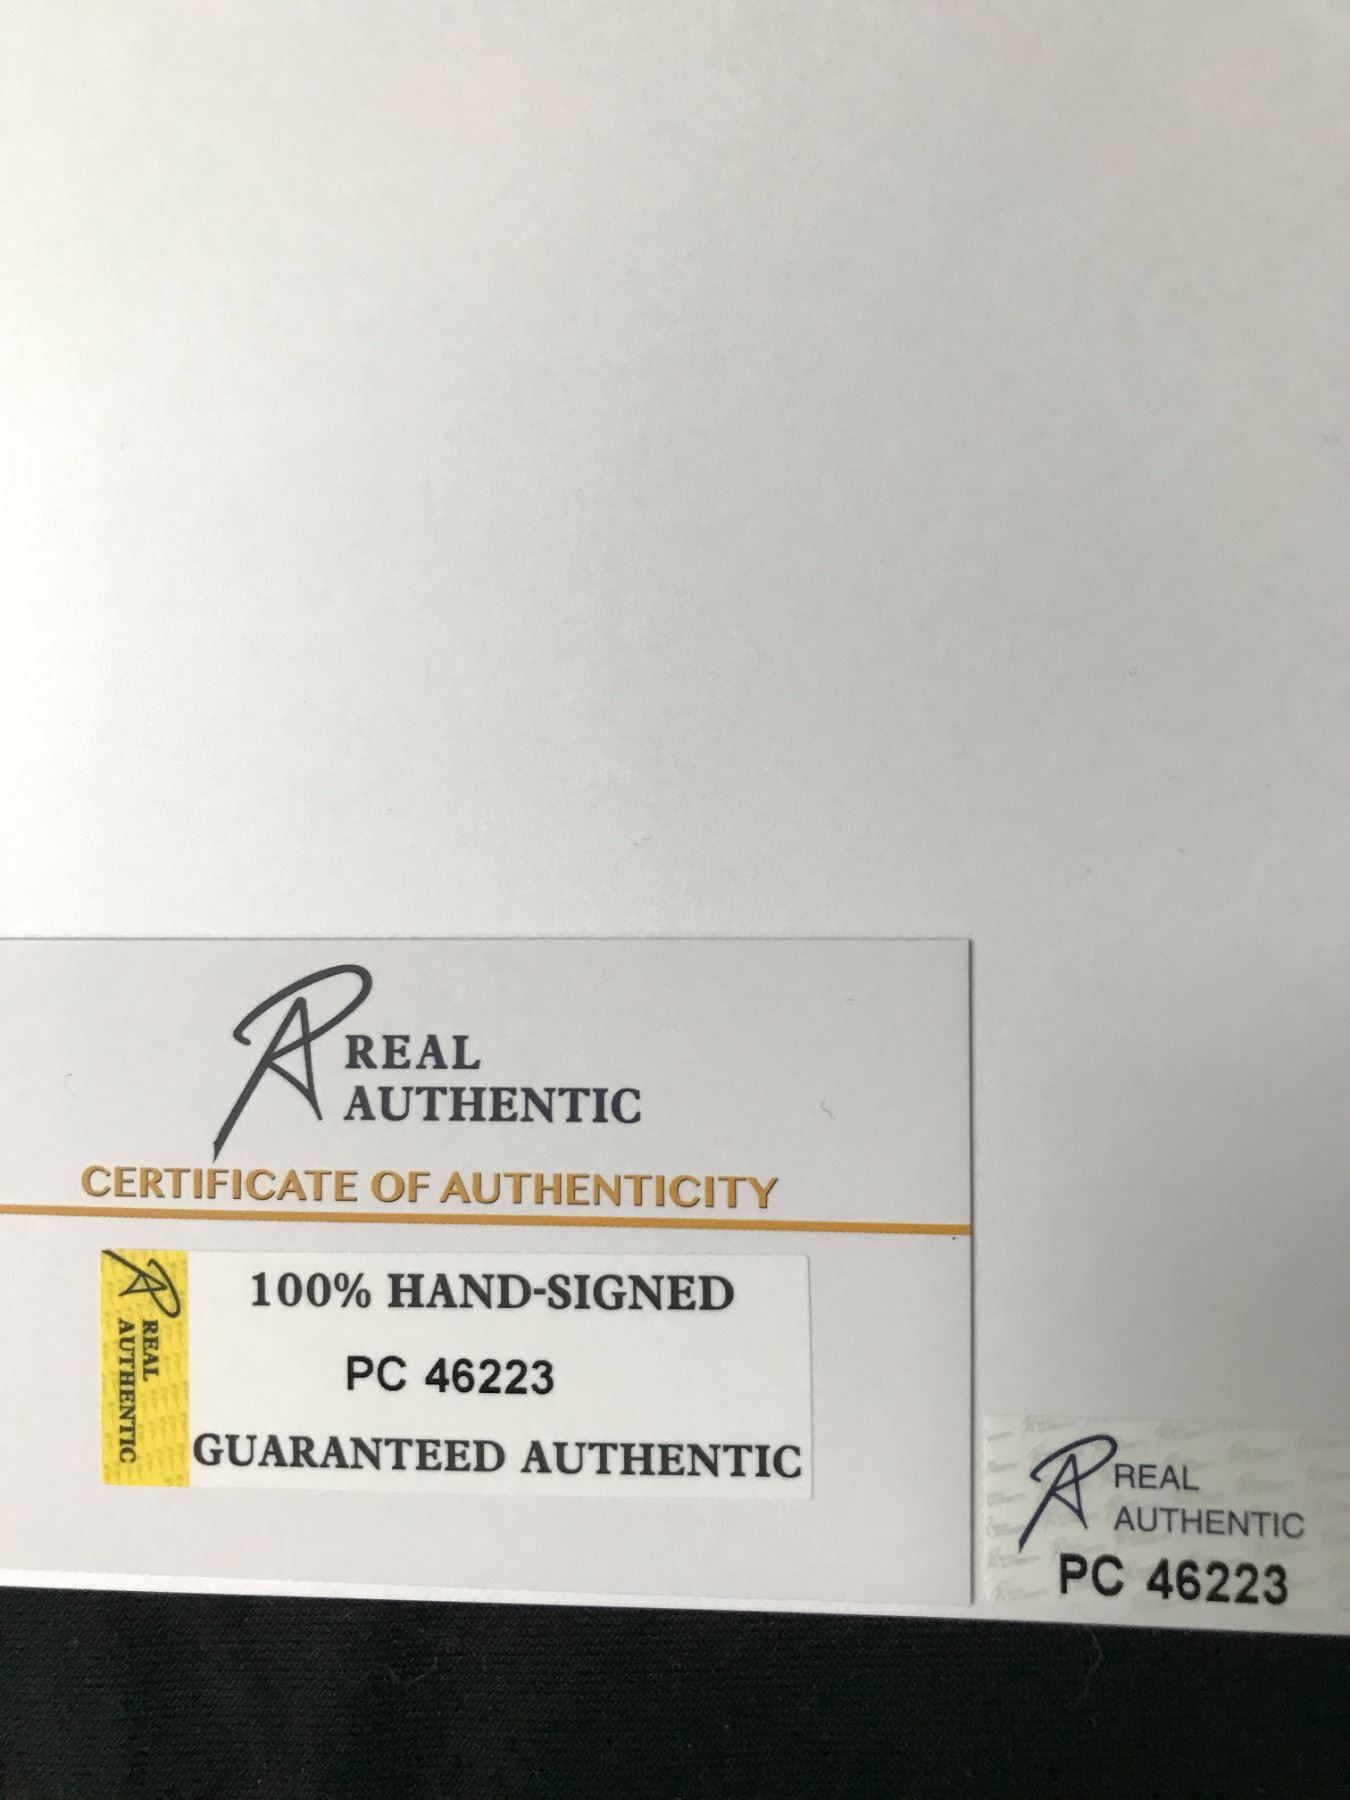 REAL
AUTHENTIC
CERTIFICATE OF AUTHENTICITY
REAL
AUTHENTIC
100% HAND-SIGNED
PC 46223
GUARANTEED AUTHENTIC
REAL
AUTHENTIC
PC 46223